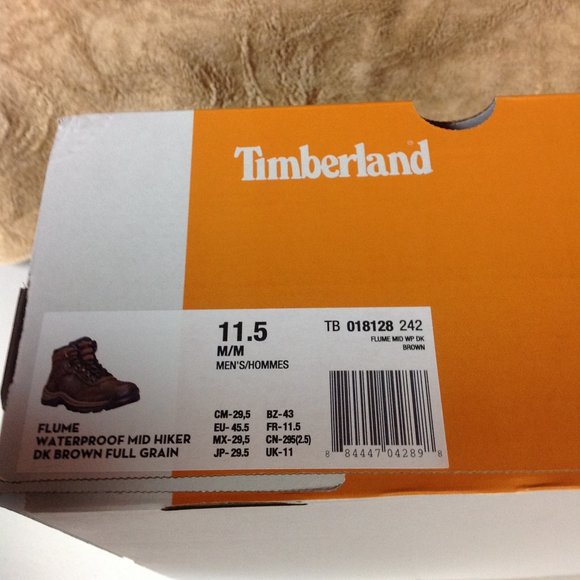 Timberland
11.5
M/M
MEN'S/HOMMES
TB 018128 242
FLUME MID WP DK
BROWN
CM-29,5 BZ-43
EU- 45.5 FR-11.5
MX-29,5 CN-295(2.5)
JP- 29.5 UK-11
FLUME
WATERPROOF MID HIKER
DK BROWN FULL GRAIN
8 84447 04289 8